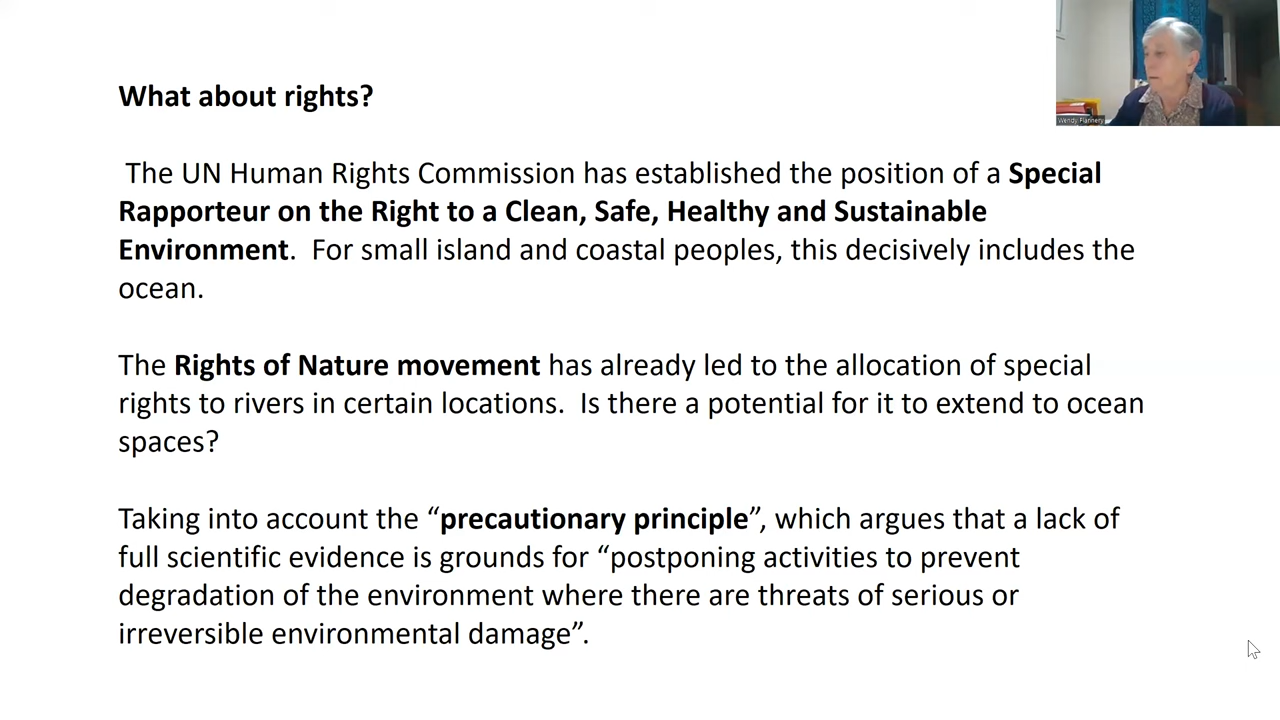 What about rights?
The UN Human Rights Commission has established the position of a Special
Rapporteur on the Right to a Clean, Safe, Healthy and Sustainable
Environment.  For small island and coastal peoples, this decisively includes the
ocean.
The Rights of Nature movement has already led to the allocation of special
rights to rivers in certain locations.  Is there a potential for it to extend to ocean
spaces?
Taking into account the “precautionary principle”, which argues that a lack of
full scientific evidence is grounds for “postponing activities to prevent
degradation of the environment where there are threats of serious or
irreversible environmental damage”.
Wendy Flannery